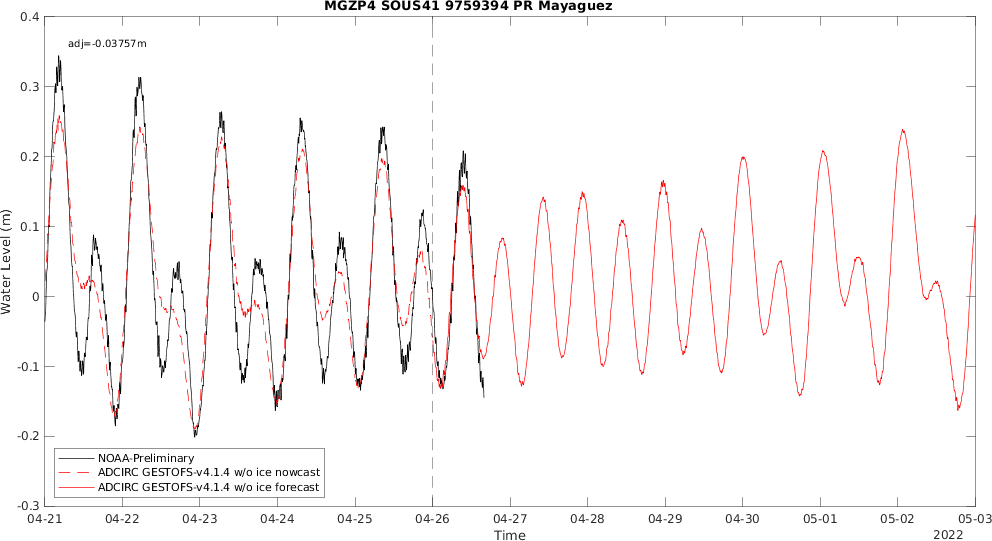 MGZP4 SOUS41 9759394 PR Mayaguez
adj=-0.03757m
0.4
0.3
0.2
0.1
0
-0.1
-0.2
-0.3
Water Level (m)
NOAA-Preliminary
ADCIRC GESTOFS-v4.1.4 w/o ice nowcast
ADCIRC GESTOFS-v4.1.4 w/o ice forecast
04-21 04-22 04-23 04-24 04-25 04-26 04-27 04-28 04-29 04-30 05-01 05-02 05-03
Time
2022